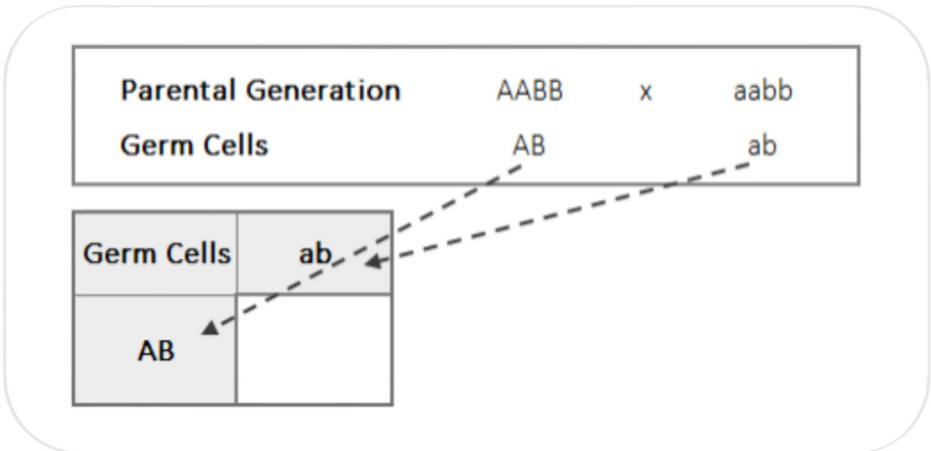 Parental Generation AABB x aabb
Germ Cells AB ab
Germ Cells ab
AB